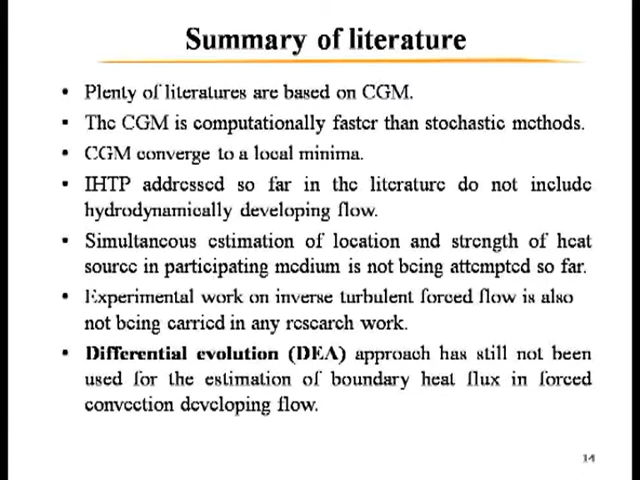 Summary of literature
• Plenty of literatures are based on CGM.
• The CGM is computationally faster than stochastic methods.
• CGM converge to a local minima.
• IHTP addressed so far in the literature do not include
hydrodynamically developing flow.
• Simultaneous estimation of location and strength of heat
source in participating medium is not being attempted so far.
• Experimental work on inverse turbulent forced flow is also
not being carried in any research work.
• Differential evolution (DEA) approach has still not been
used for the estimation of boundary heat flux in forced
convection developing flow.
14